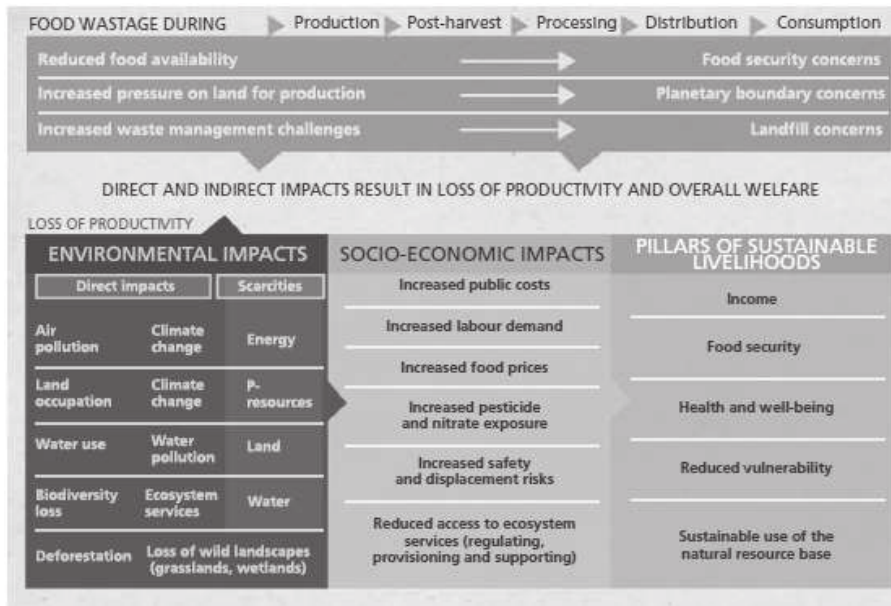 FOOD WASTAGE DURING Production Post-harvest Processing Distribution Consumption
Reduced food availability Food security concerns
Increased pressure on land for production Planetary boundary concerns
Increased waste management challenges Landfill concerns
DIRECT AND INDIRECT IMPACTS RESULT IN LOSS OF PRODUCTIVITY AND OVERALL WELFARE
LOSS OF PRODUCTIVITY
ENVIRONMENTAL IMPACTS
Direct impacts Scarcities
Air
pollution
Climate
change
Energy
Land
occupation
Climate
change
P-
resources
Water use
Water
pollution
Land
Biodiversity
loss
Ecosystem
services
Water
Deforestation
Loss of wild landscapes
(grasslands, wetlands)
SOCIO-ECONOMIC IMPACTS
Increased public costs
Increased labour demand
Increased food prices
Increased pesticide
and nitrate exposure
Increased safety
and displacement risks
Reduced access to ecosystem
services (regulating,
provisioning and supporting)
PILLARS OF SUSTAINABLE
LIVELIHOODS
Income
Food security
Health and well-being
Reduced vulnerability
Sustainable use of the
natural resource base